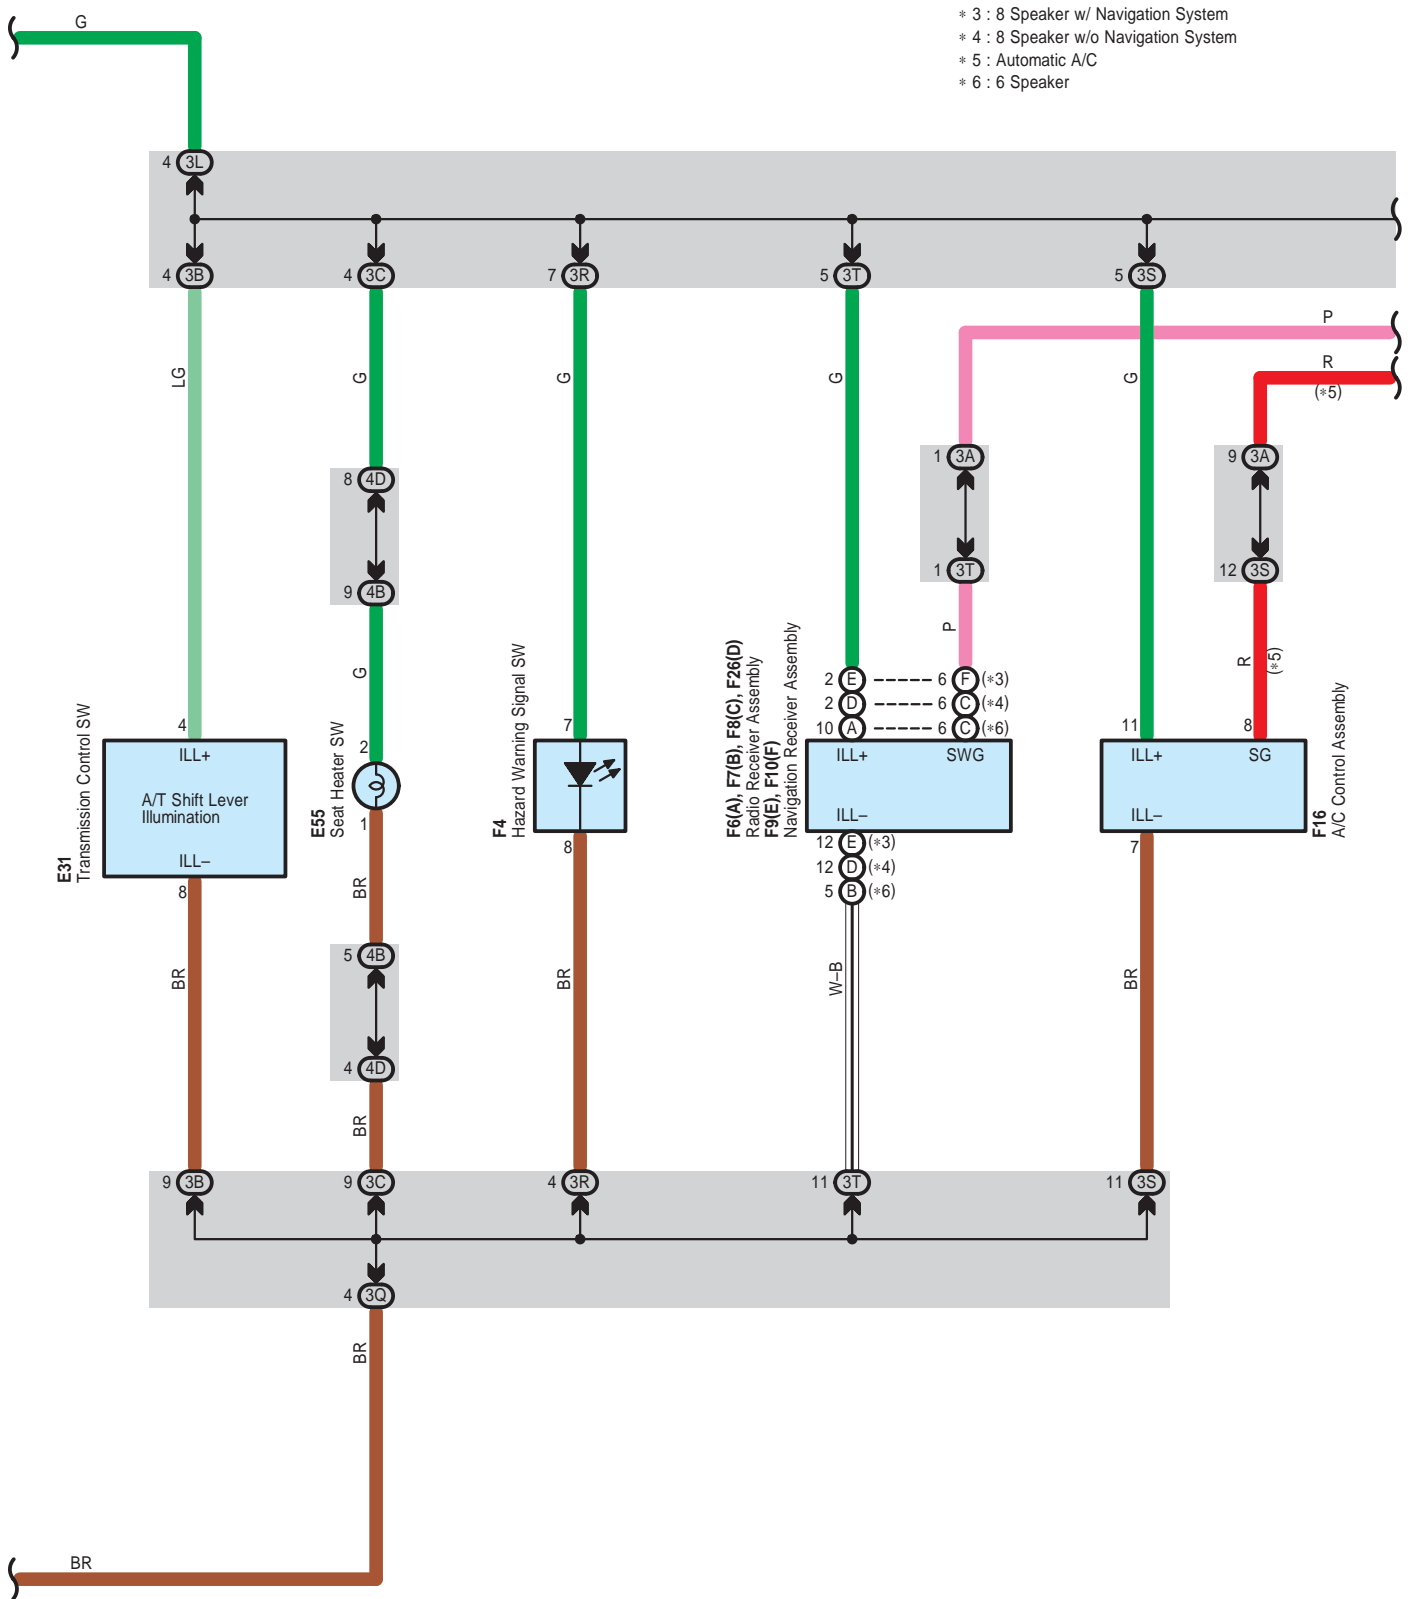 G
∗ 3 : 8 Speaker w/ Navigation System
∗ 4 : 8 Speaker w/o Navigation System
∗ 5 : Automatic A/C
∗ 6 : 6 Speaker
4 3L
4 3B
4 3C
7 3R
5 3T
5 3S
P
R
(∗5)
LG
G
G
G
G
1 3A
9 3A
8 4D
9 4B
1 3T
12 3S
G
P
R
(∗5)
2 E
6 F (∗3)
2 D
6 C (∗4)
10 A
6 C (∗6)
E31
Transmission Control SW
4
ILL+
A/T Shift Lever
Illumination
ILL–
8
E55
Seat Heater SW
2
1
F4
Hazard Warning Signal SW
7
8
F6(A), F7(B), F8(C), F26(D)
Radio Receiver Assembly
F9(E), F10(F)
Navigation Receiver Assembly
ILL+
SWG
ILL–
12 E (∗3)
12 D (∗4)
5 B (∗6)
11
8
ILL+
SG
ILL–
7
F16
A/C Control Assembly
BR
BR
5 4B
4 4D
BR
BR
W–B
BR
9 3B
9 3C
4 3R
11 3T
11 3S
4 3Q
BR
BR